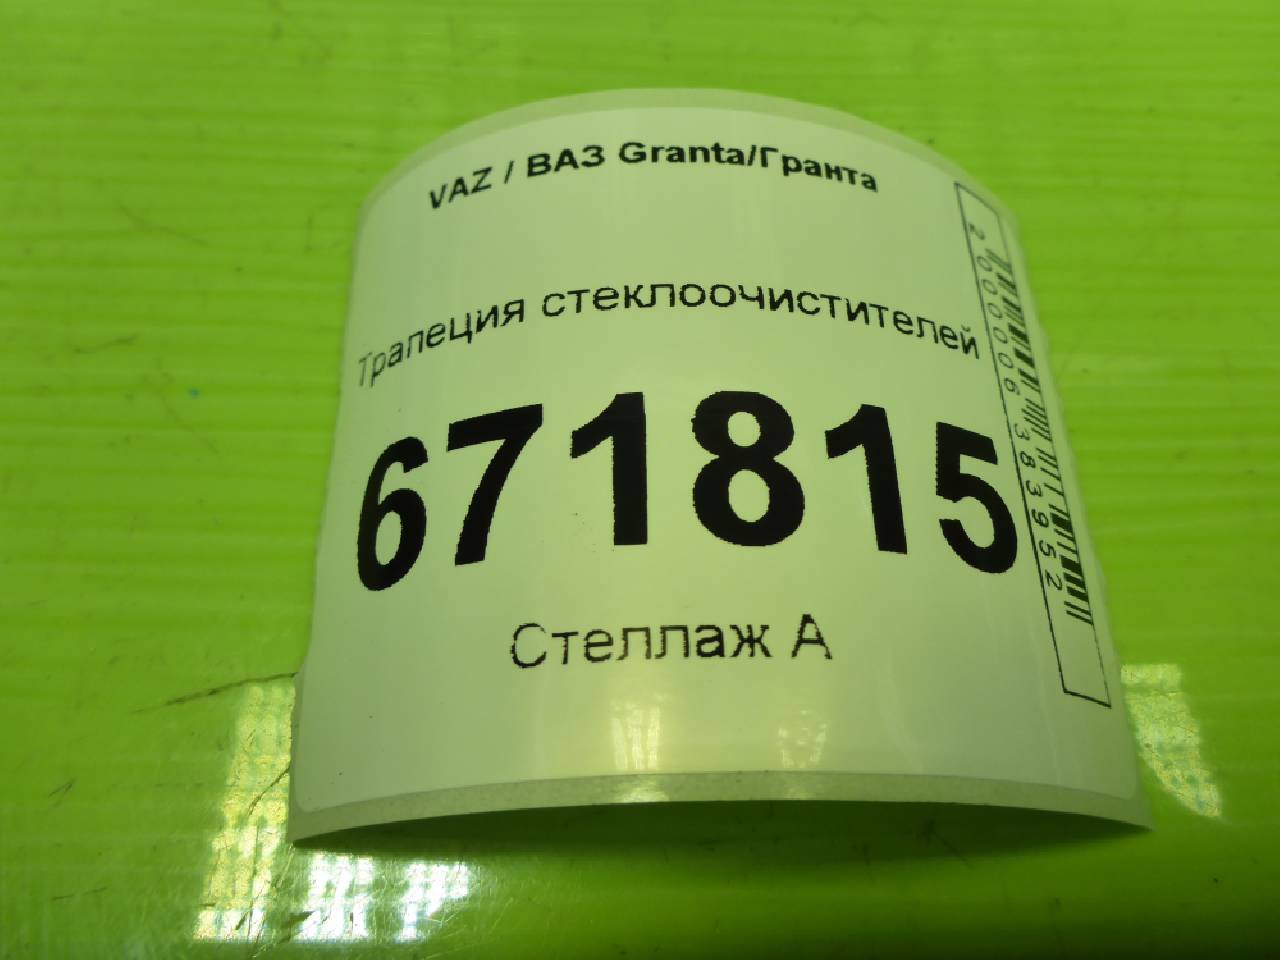 VAZ / ВАЗ Granta/Гранта
Трапеция стеклоочистителей
671815
Стеллаж А
2000006383952